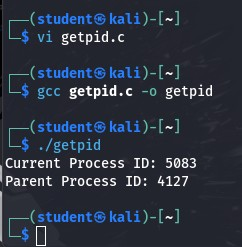 ┌──(student㉿kali)-[~]
└─$ vi getpid.c
┌──(student㉿kali)-[~]
└─$ gcc getpid.c -o getpid
┌──(student㉿kali)-[~]
└─$ ./getpid
Current Process ID: 5083
Parent Process ID: 4127
┌──(student㉿kali)-[~]
└─$